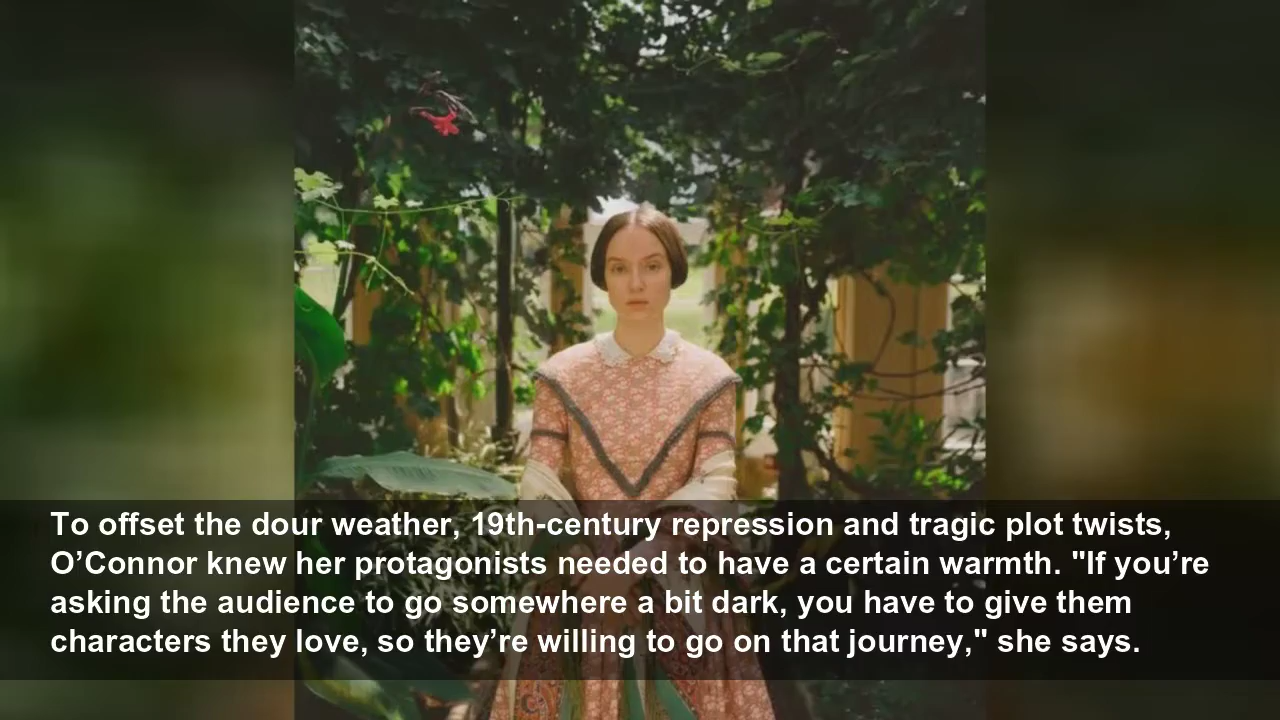 To offset the dour weather, 19th-century repression and tragic plot twists,
O’Connor knew her protagonists needed to have a certain warmth. "If you’re
asking the audience to go somewhere a bit dark, you have to give them
characters they love, so they’re willing to go on that journey," she says.